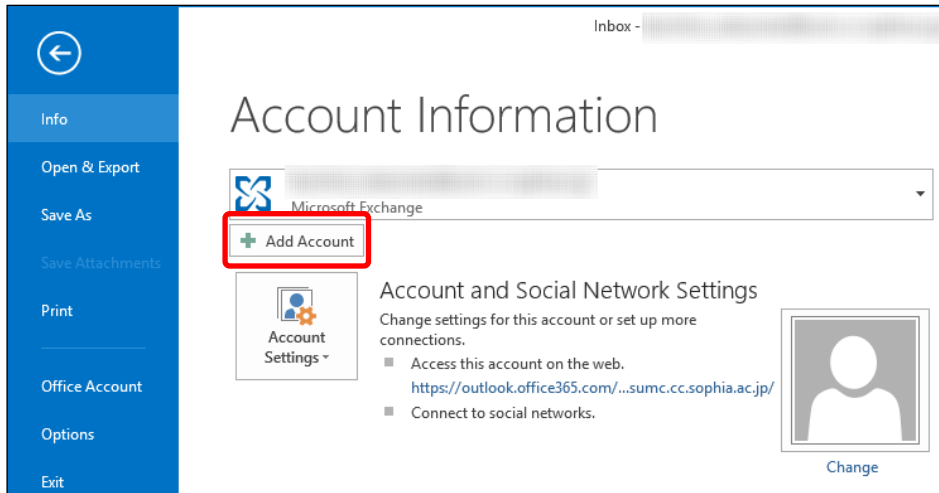 Inbox -
Info
Open & Export
Save As
Save Attachments
Print
Office Account
Options
Exit
Account Information
Microsoft Exchange
Add Account
Account
Settings
Account and Social Network Settings
Change settings for this account or set up more
connections.
Access this account on the web.
https://outlook.office365.com/...sumc.cc.sophia.ac.jp/
Connect to social networks.
Change